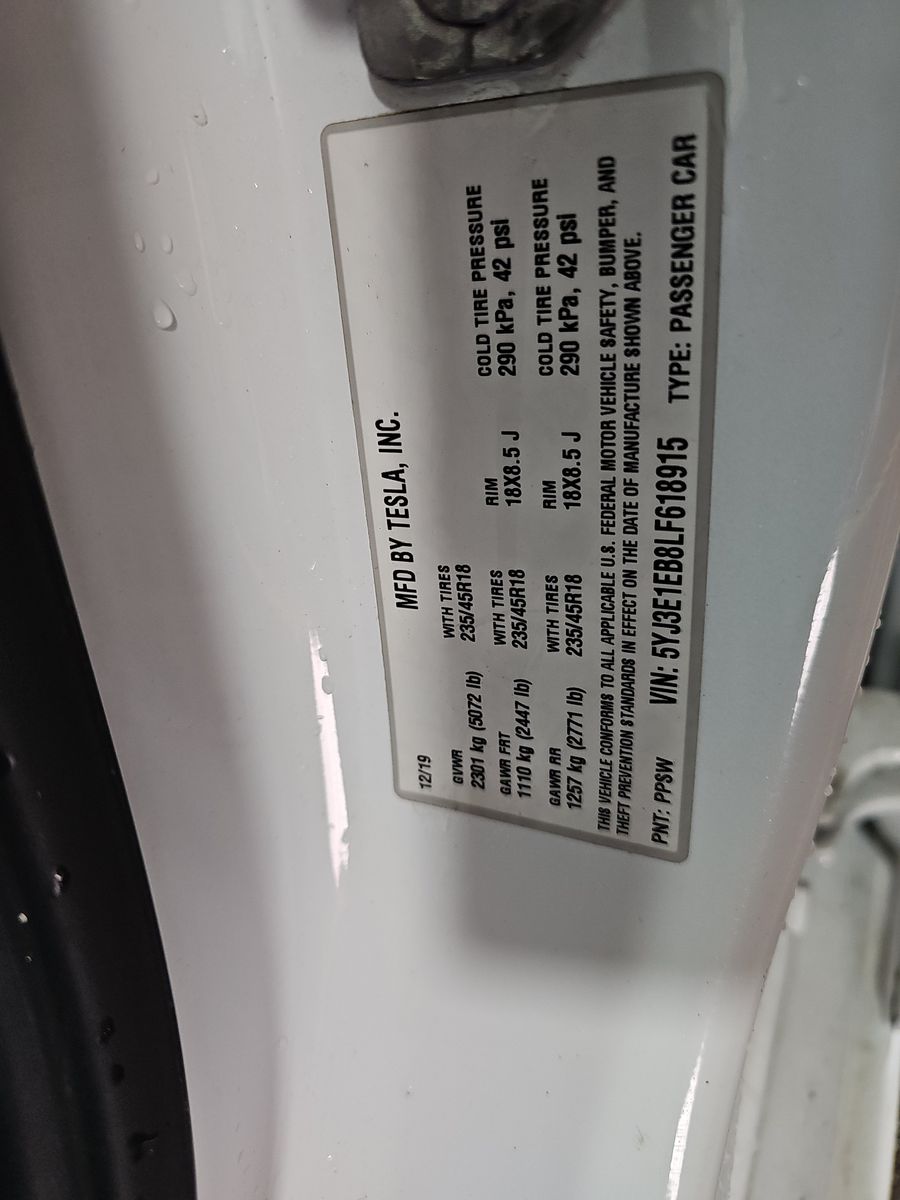 MFD BY TESLA, INC.
12/19
GVWR WITH TIRES
2301 kg (5072 lb) 235/45R18
GAWR FRT WITH TIRES RIM COLD TIRE PRESSURE
1110 kg (2447 lb) 235/45R18 18X8.5 J 290 kPa, 42 psi
GAWR RR WITH TIRES RIM COLD TIRE PRESSURE
1257 kg (2771 lb) 235/45R18 18X8.5 J 290 kPa, 42 psi
THIS VEHICLE CONFORMS TO ALL APPLICABLE U.S. FEDERAL MOTOR VEHICLE SAFETY, BUMPER, AND
THEFT PREVENTION STANDARDS IN EFFECT ON THE DATE OF MANUFACTURE SHOWN ABOVE.
PNT: PPSW VIN: 5YJ3E1EB8LF618915 TYPE: PASSENGER CAR